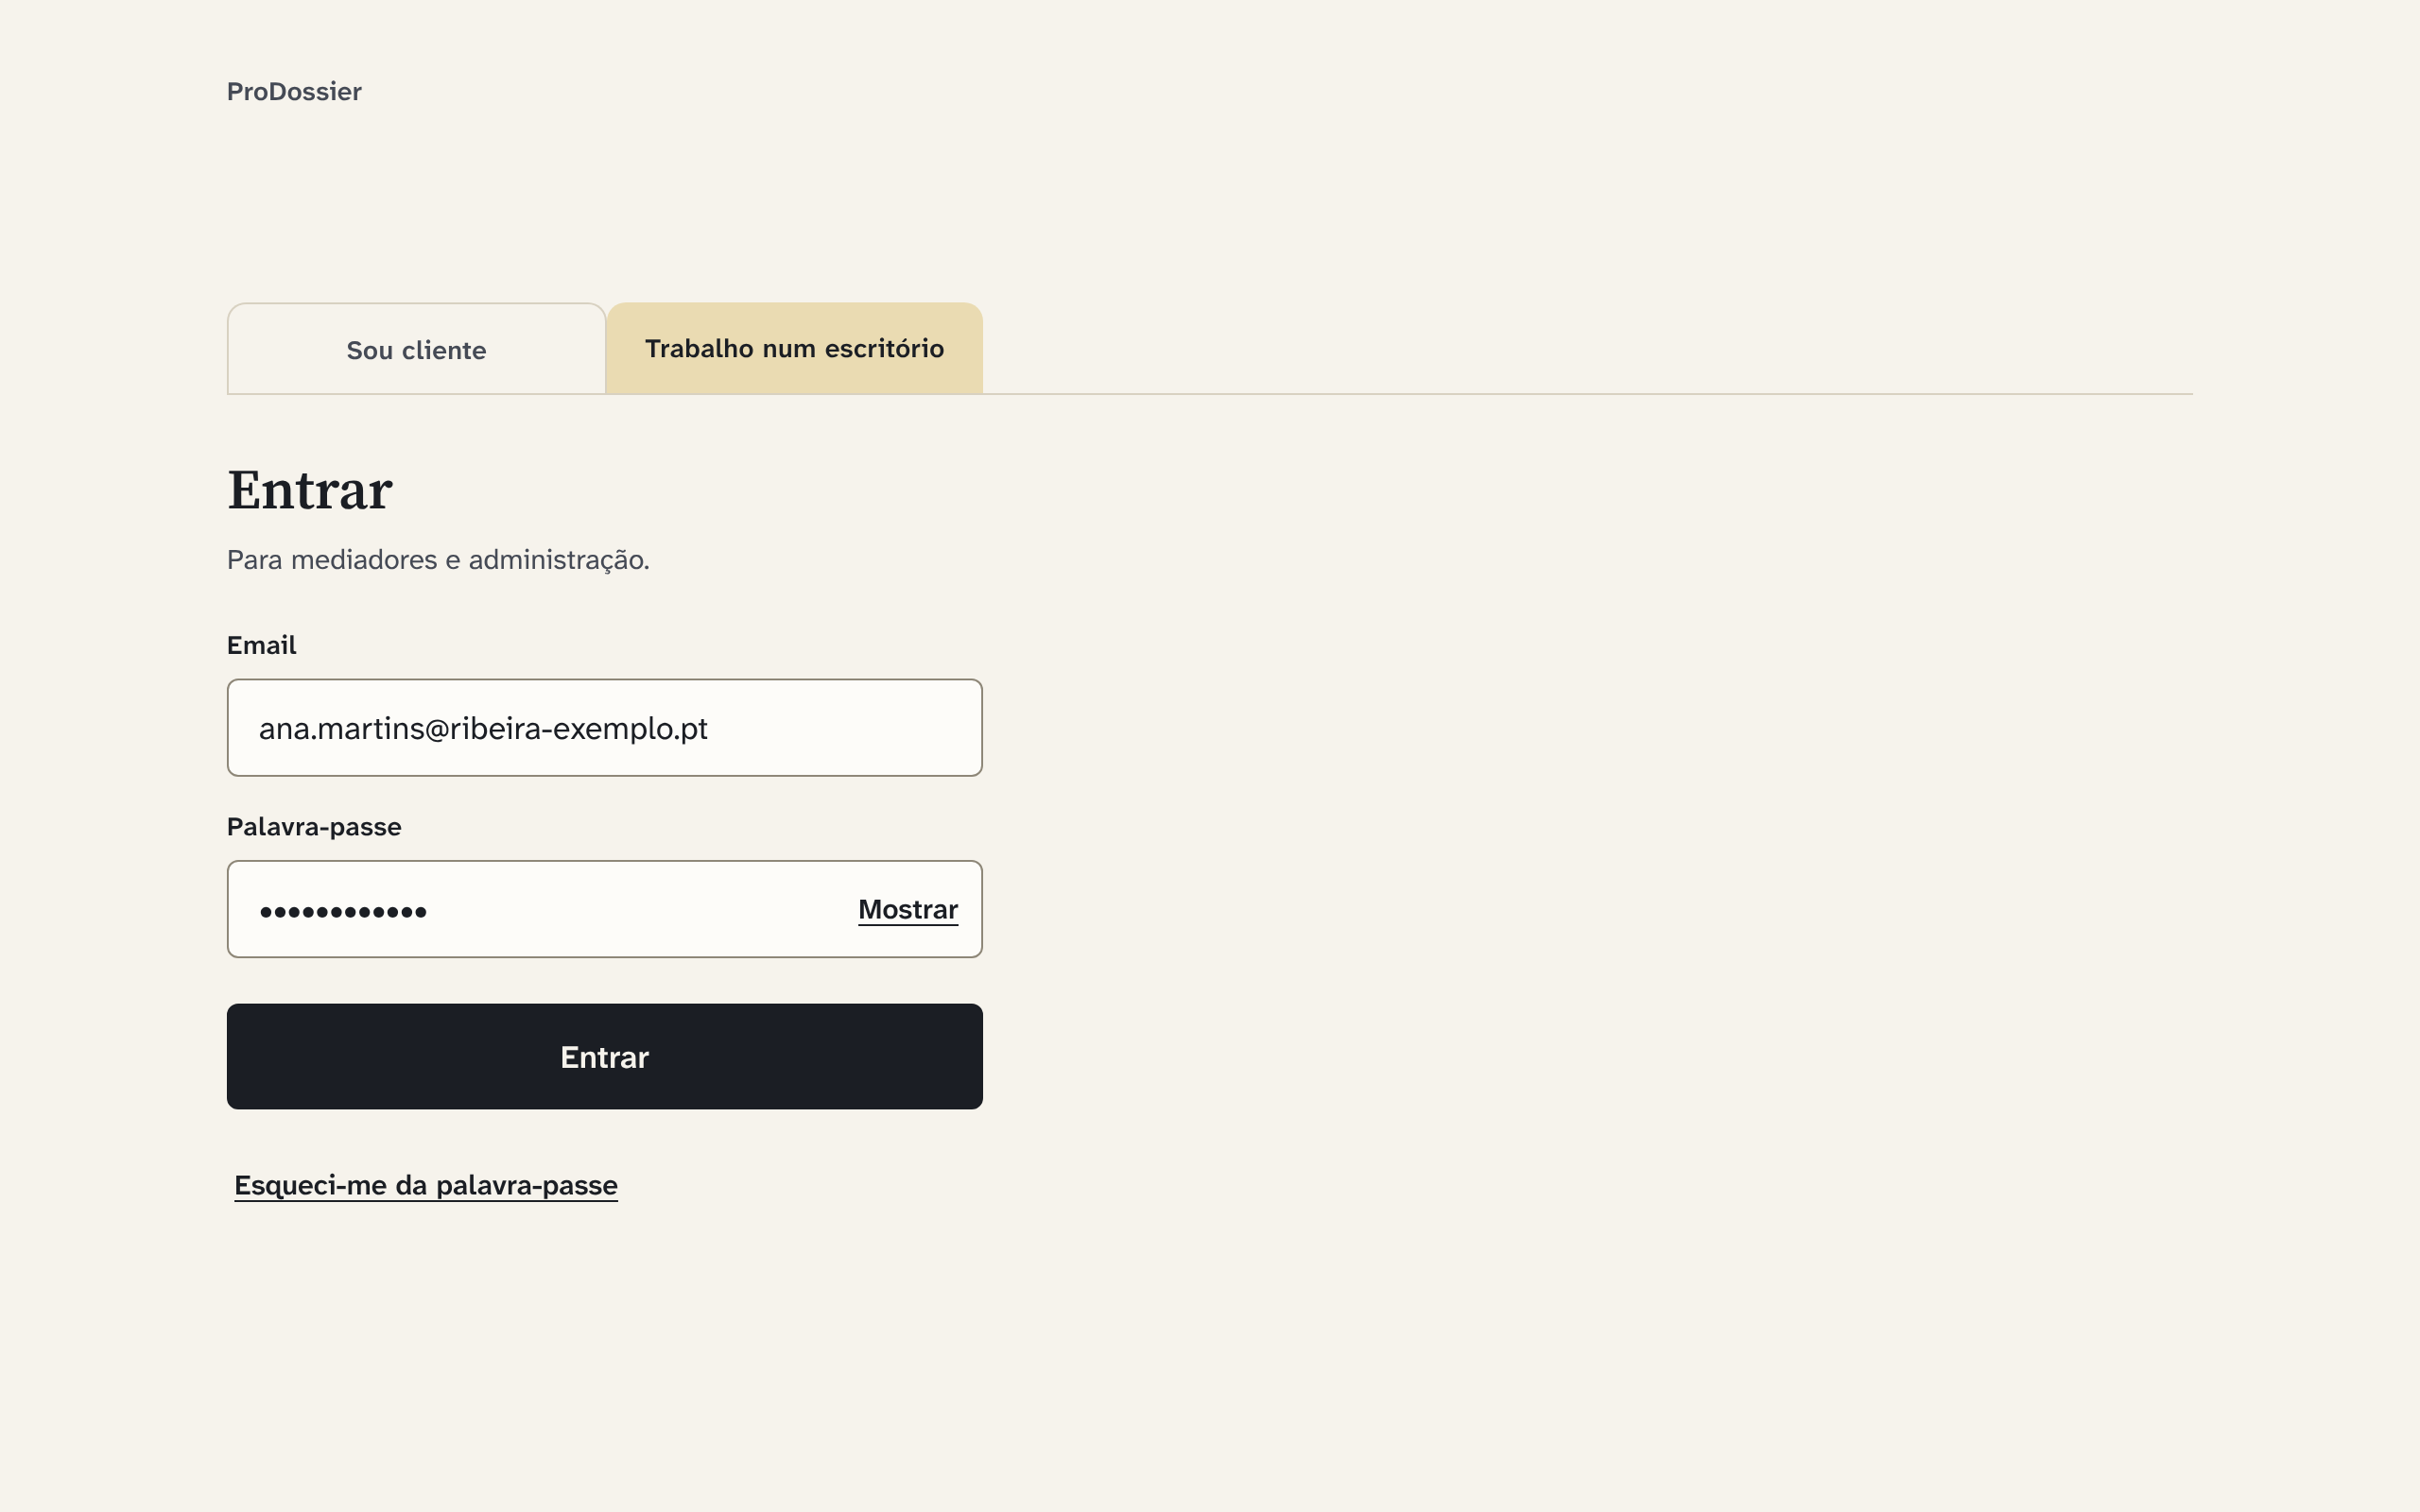 ProDossier
Sou cliente
Trabalho num escritório
Entrar
Para mediadores e administração.
Email
ana.martins@ribeira-exemplo.pt
Palavra-passe
••••••••••••
Mostrar
Entrar
Esqueci-me da palavra-passe